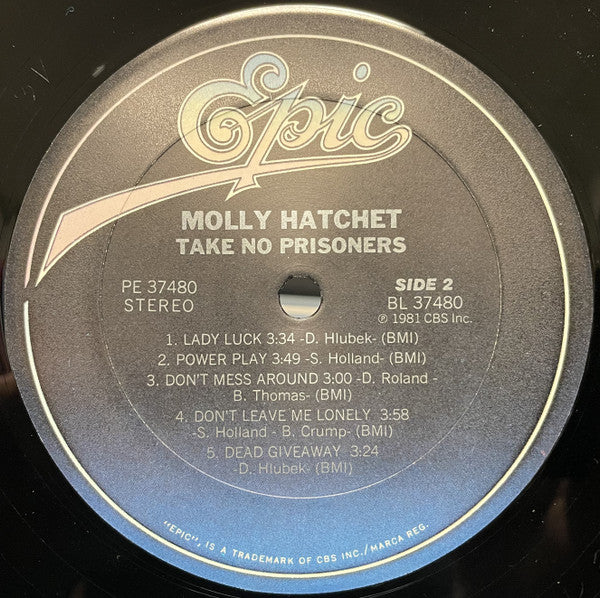 Epic
MOLLY HATCHET
TAKE NO PRISONERS
PE 37480
STEREO
SIDE 2
BL 37480
℗ 1981 CBS Inc.
1. LADY LUCK 3:34 -D. Hlubek- (BMI)
2. POWER PLAY 3:49 -S. Holland- (BMI)
3. DON'T MESS AROUND 3:00 -D. Roland -
B. Thomas- (BMI)
4. DON'T LEAVE ME LONELY 3:58
-S. Holland - B. Crump- (BMI)
5. DEAD GIVEAWAY 3:24
-D. Hlubek- (BMI)
"EPIC", IS A TRADEMARK OF CBS INC./MARCA REG.